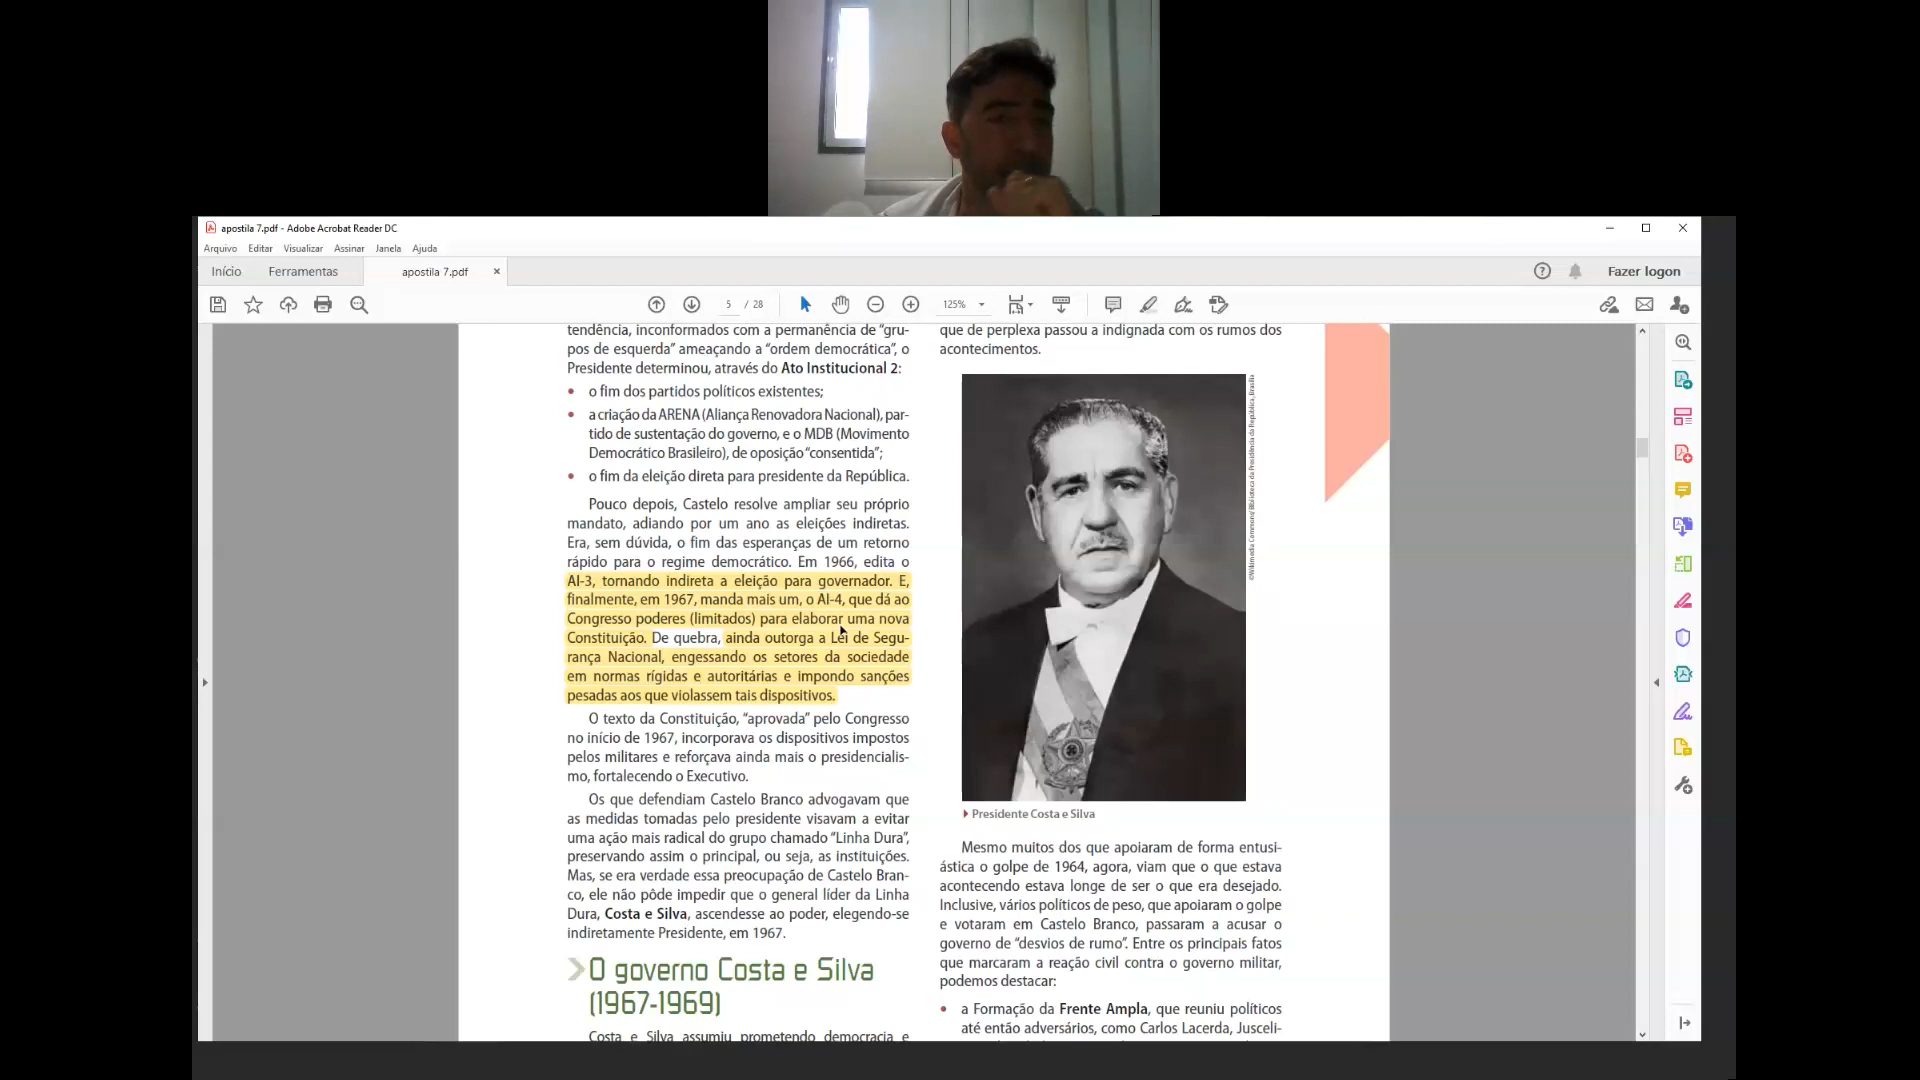 apostila 7.pdf - Adobe Acrobat Reader DC
Arquivo Editar Visualizar Assinar Janela Ajuda
Início Ferramentas apostila 7.pdf × Fazer logon
5 / 28 125%
tendência, inconformados com a permanência de “gru-
pos de esquerda” ameaçando a “ordem democrática”, o
Presidente determinou, através do Ato Institucional 2:
• o fim dos partidos políticos existentes;
• a criação da ARENA (Aliança Renovadora Nacional), par-
tido de sustentação do governo, e o MDB (Movimento
Democrático Brasileiro), de oposição “consentida”;
• o fim da eleição direta para presidente da República.
Pouco depois, Castelo resolve ampliar seu próprio
mandato, adiando por um ano as eleições indiretas.
Era, sem dúvida, o fim das esperanças de um retorno
rápido para o regime democrático. Em 1966, edita o
AI-3, tornando indireta a eleição para governador. E,
finalmente, em 1967, manda mais um, o AI-4, que dá ao
Congresso poderes (limitados) para elaborar uma nova
Constituição. De quebra, ainda outorga a Lei de Segu-
rança Nacional, engessando os setores da sociedade
em normas rígidas e autoritárias e impondo sanções
pesadas aos que violassem tais dispositivos.
O texto da Constituição, “aprovada” pelo Congresso
no início de 1967, incorporava os dispositivos impostos
pelos militares e reforçava ainda mais o presidencialis-
mo, fortalecendo o Executivo.
Os que defendiam Castelo Branco advogavam que
as medidas tomadas pelo presidente visavam a evitar
uma ação mais radical do grupo chamado “Linha Dura”,
preservando assim o principal, ou seja, as instituições.
Mas, se era verdade essa preocupação de Castelo Bran-
co, ele não pôde impedir que o general líder da Linha
Dura, Costa e Silva, ascendesse ao poder, elegendo-se
indiretamente Presidente, em 1967.
O governo Costa e Silva
(1967-1969)
Costa e Silva assumiu prometendo democracia e
que de perplexa passou a indignada com os rumos dos
acontecimentos.
©Wikimedia Commons/Biblioteca da Presidência da República, Brasília
Presidente Costa e Silva
Mesmo muitos dos que apoiaram de forma entusi-
ástica o golpe de 1964, agora, viam que o que estava
acontecendo estava longe de ser o que era desejado.
Inclusive, vários políticos de peso, que apoiaram o golpe
e votaram em Castelo Branco, passaram a acusar o
governo de “desvios de rumo”. Entre os principais fatos
que marcaram a reação civil contra o governo militar,
podemos destacar:
• a Formação da Frente Ampla, que reuniu políticos
até então adversários, como Carlos Lacerda, Jusceli-